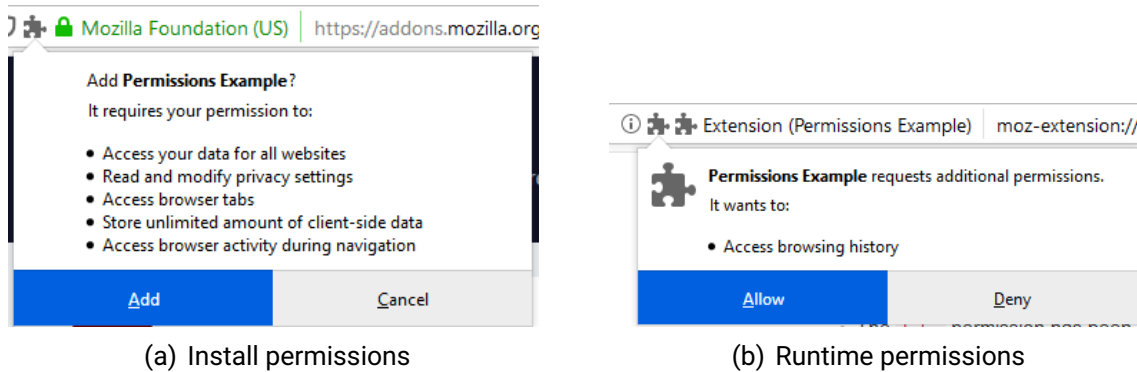 Mozilla Foundation (US) https://addons.mozilla.org
Add Permissions Example?
It requires your permission to:
• Access your data for all websites
• Read and modify privacy settings
• Access browser tabs
• Store unlimited amount of client-side data
• Access browser activity during navigation
Add Cancel
(a) Install permissions
Extension (Permissions Example) moz-extension://
Permissions Example requests additional permissions.
It wants to:
• Access browsing history
Allow Deny
(b) Runtime permissions